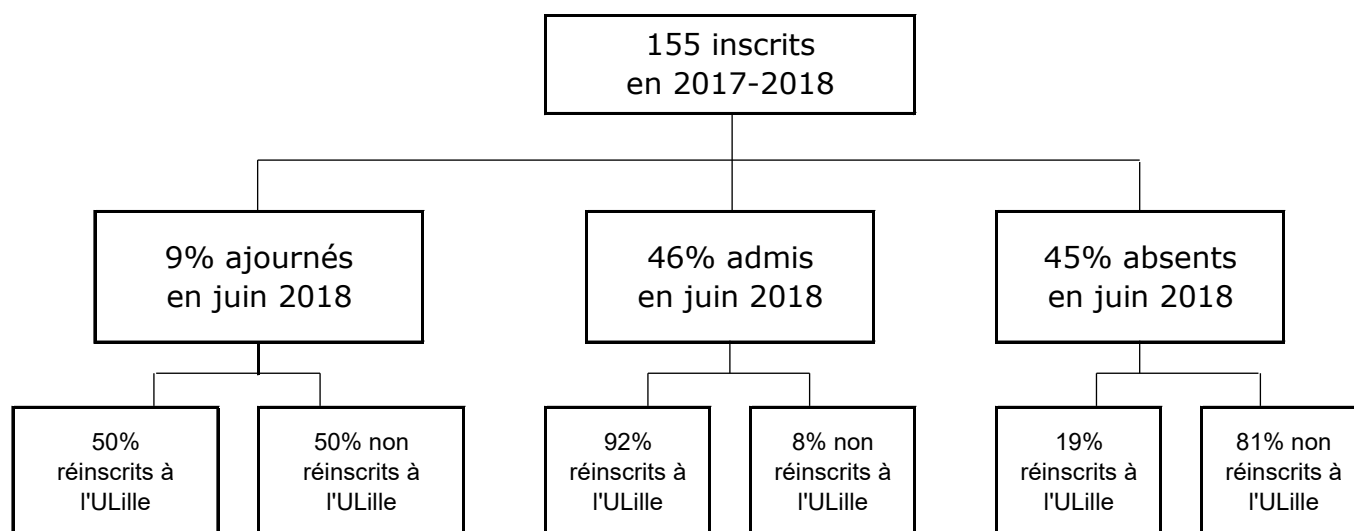 155 inscrits
en 2017-2018
9% ajournés
en juin 2018
46% admis
en juin 2018
45% absents
en juin 2018
50%
réinscrits à
l'ULille
50% non
réinscrits à
l'ULille
92%
réinscrits à
l'ULille
8% non
réinscrits à
l'ULille
19%
réinscrits à
l'ULille
81% non
réinscrits à
l'ULille